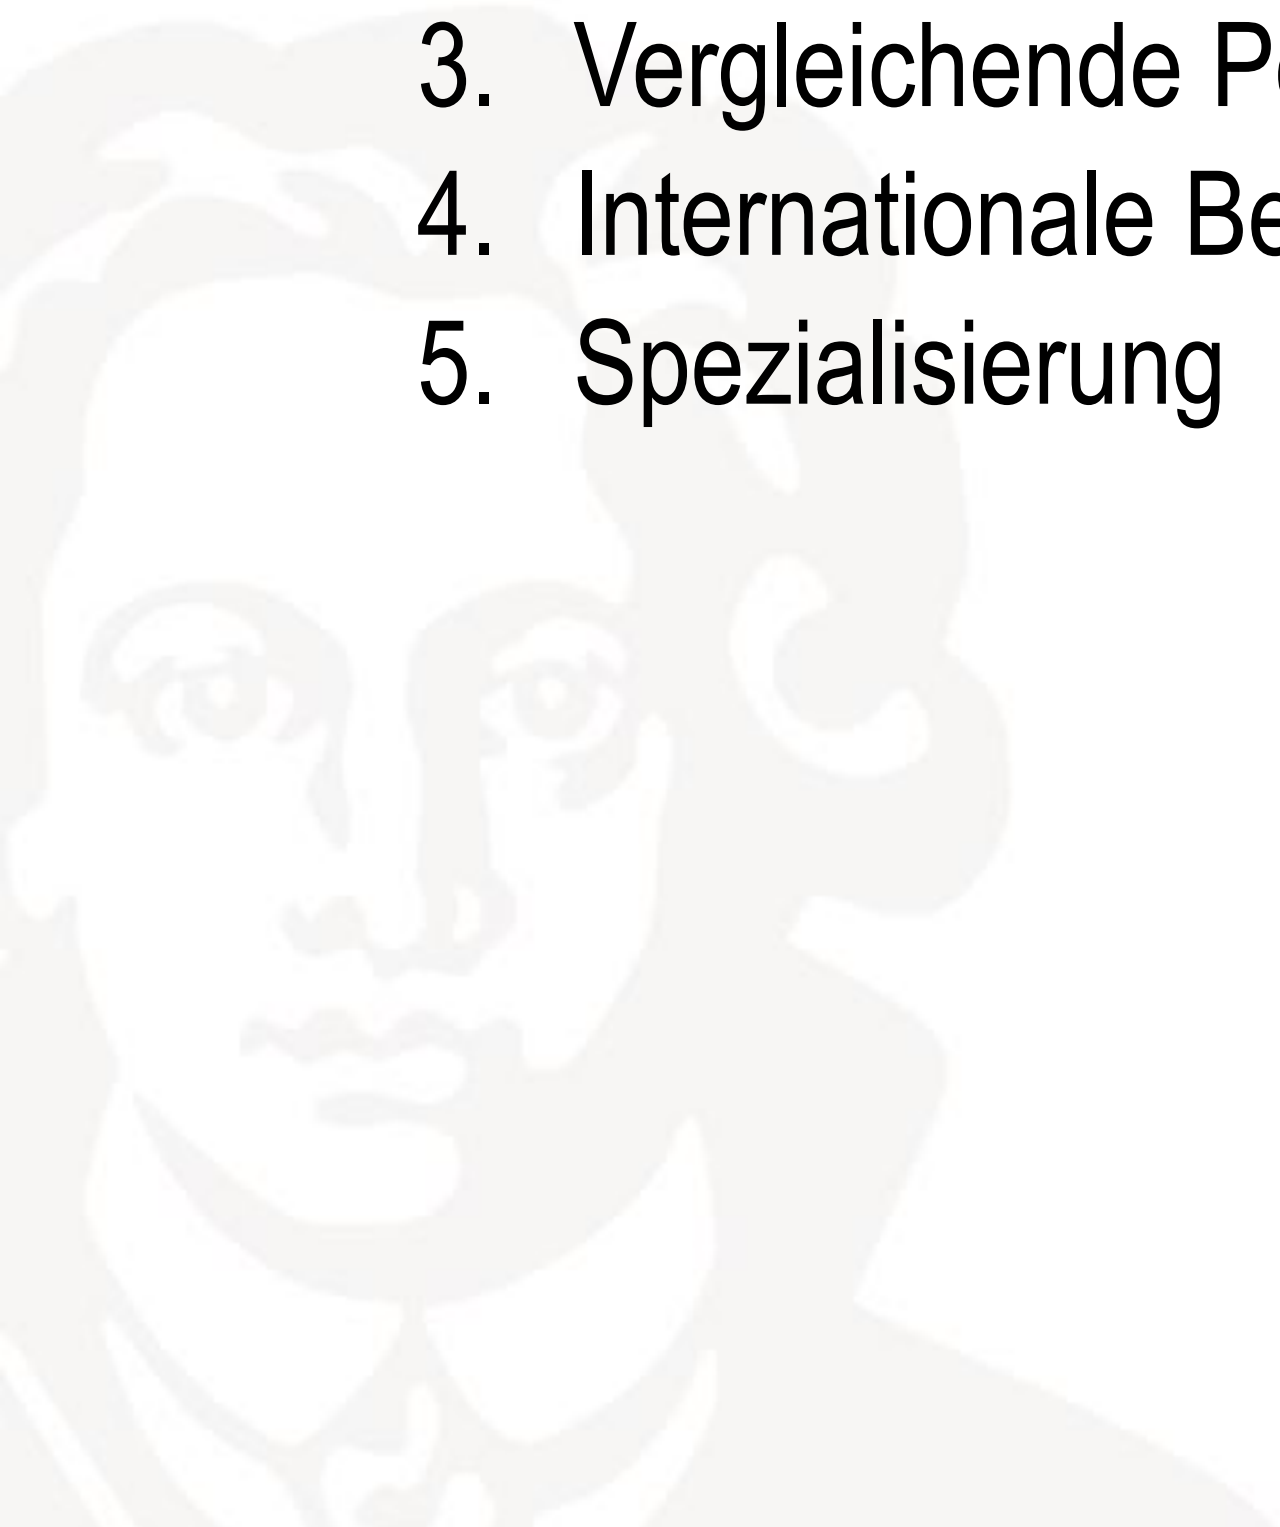 3. Vergleichende
4. Internationale
5. Spezialisierung